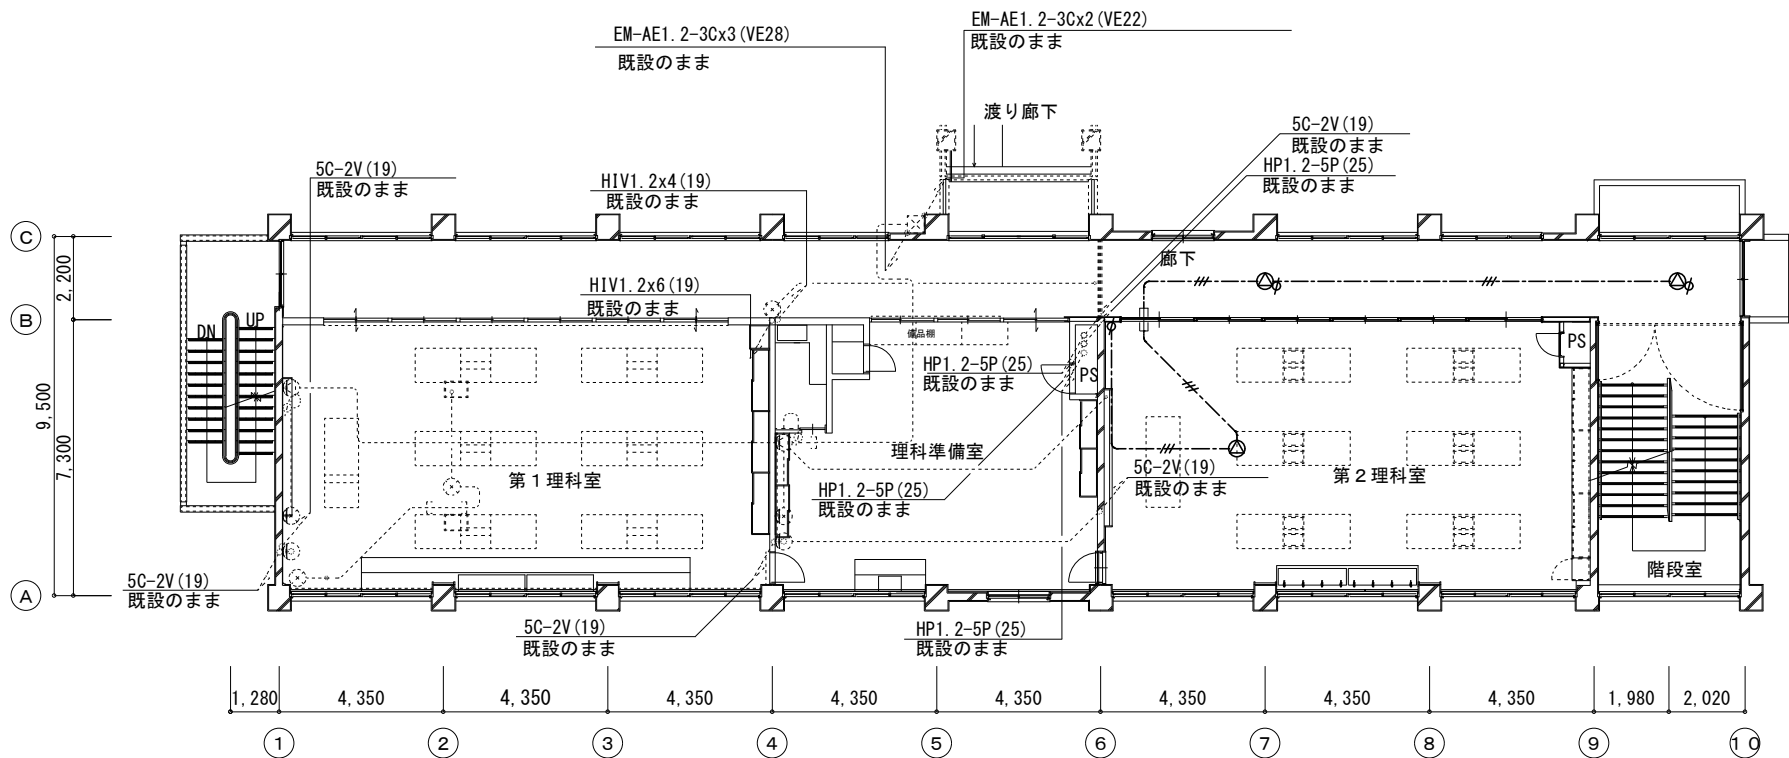 EM-AE1.2-3Cx3(VE28)
既設のまま
EM-AE1.2-3Cx2(VE22)
既設のまま
渡り廊下
5C-2V(19)
既設のまま
HP1.2-5P(25)
既設のまま
5C-2V(19)
既設のまま
HIV1.2x4(19)
既設のまま
C
2,200
廊下
HIV1.2x6(19)
既設のまま
B
DN
UP
備品棚
PS
HP1.2-5P(25)
既設のまま
PS
9,500
7,300
理科準備室
第1理科室
5C-2V(19)
既設のまま
第2理科室
HP1.2-5P(25)
既設のまま
階段室
5C-2V(19)
既設のまま
A
5C-2V(19)
既設のまま
HP1.2-5P(25)
既設のまま
1,280
4,350
4,350
4,350
4,350
4,350
4,350
4,350
4,350
1,980
2,020
1
2
3
4
5
6
7
8
9
10